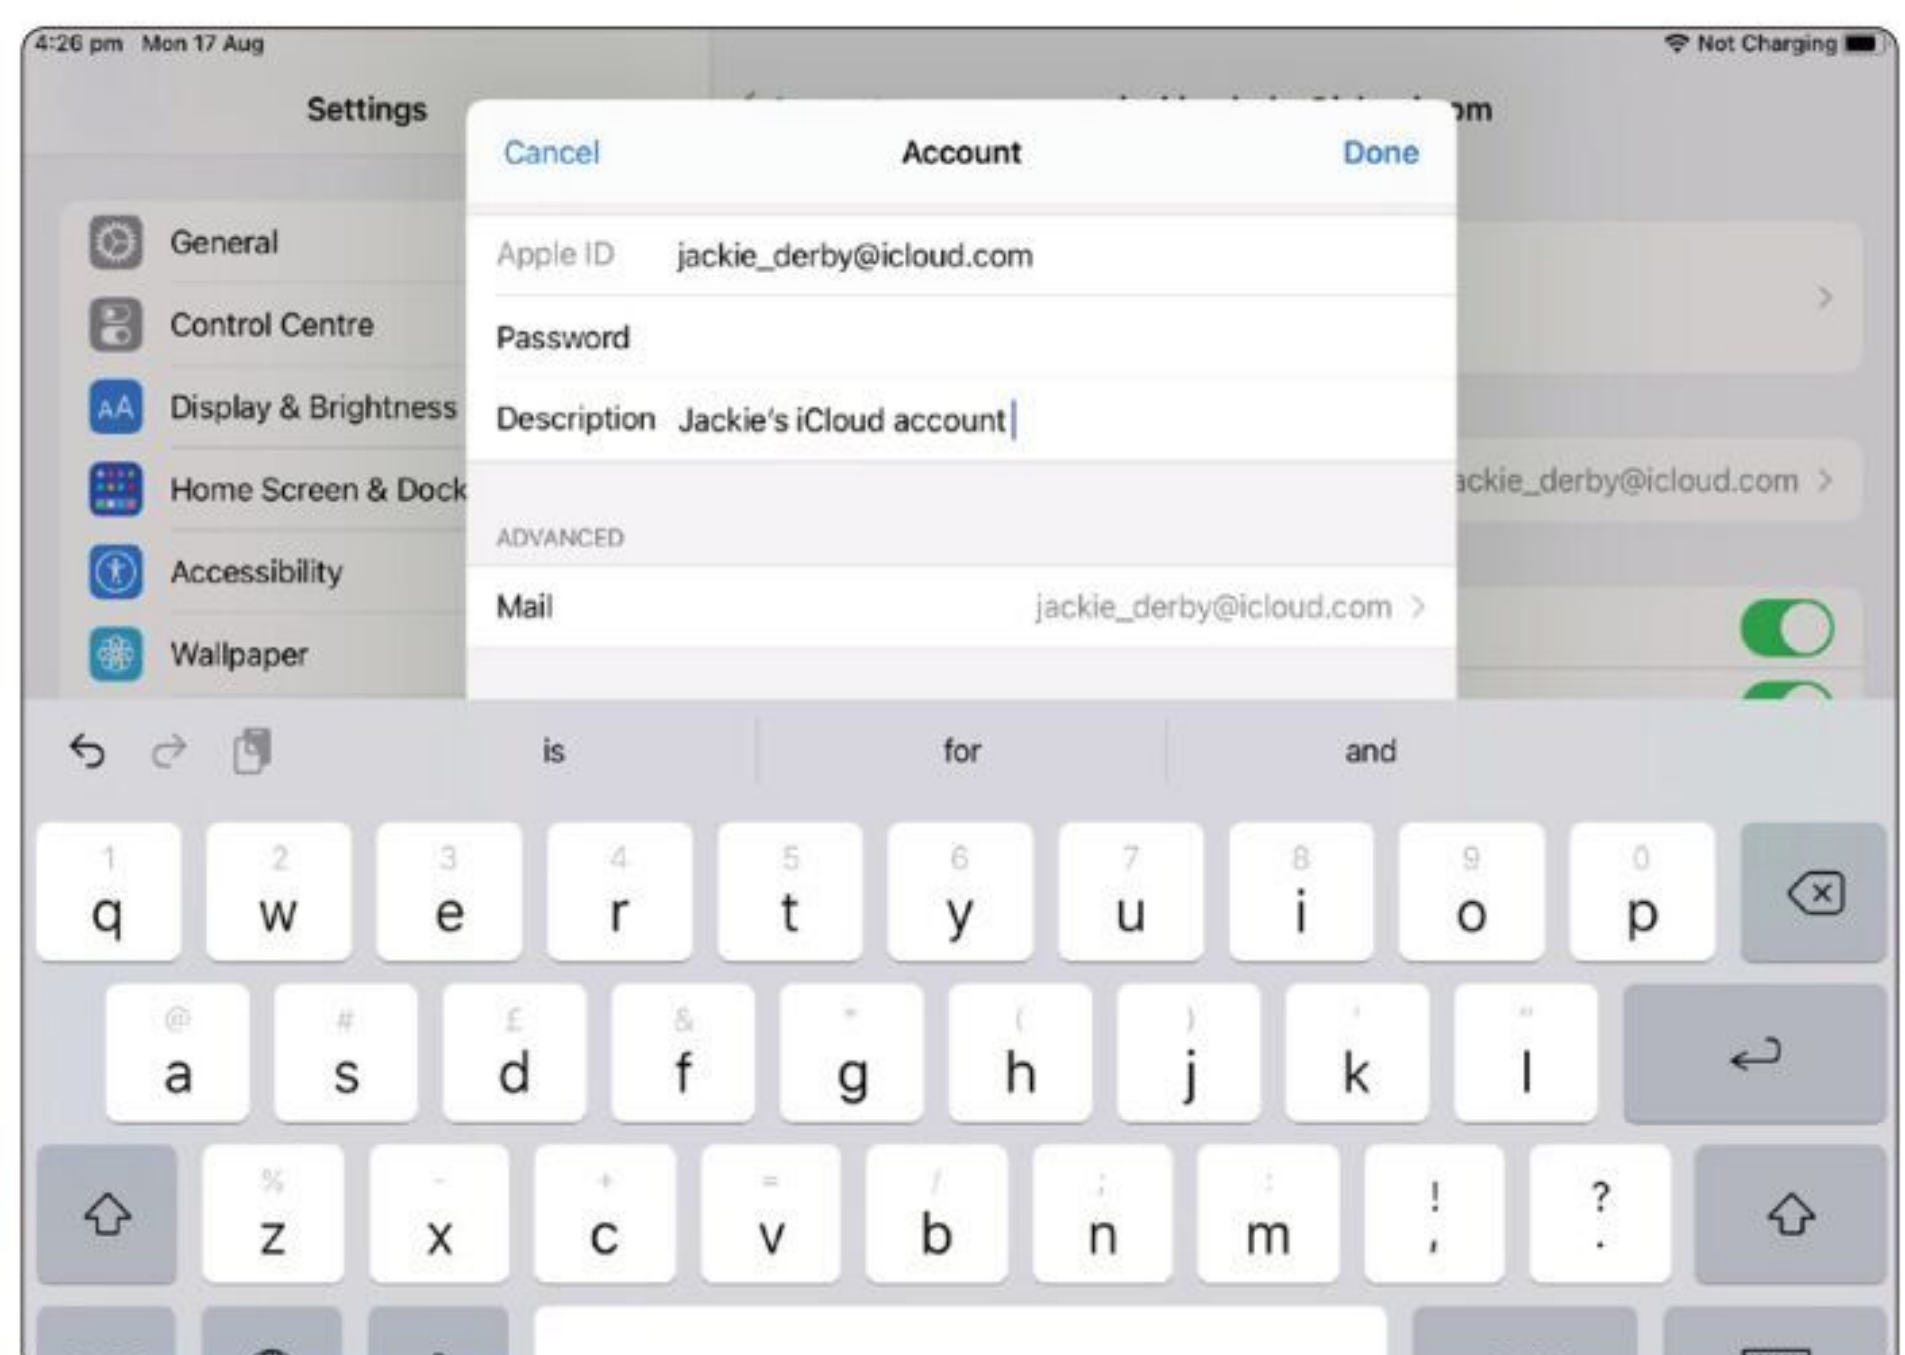 4:26 pm Mon 17 Aug
Not Charging
Settings
om
Cancel
Account
Done
General
Control Centre
Display & Brightness
Home Screen & Dock
Accessibility
Wallpaper
Apple ID jackie_derby@icloud.com
Password
Description Jackie's iCloud account
ADVANCED
Mail jackie_derby@icloud.com
ackie_derby@icloud.com
is for and
1 2 3 4 5 6 7 8 9 0
q w e r t y u i o p
@ # £ & * ( ) ' "
a s d f g h j k l
% - + = / ; : ! ?
z x c v b n m , .